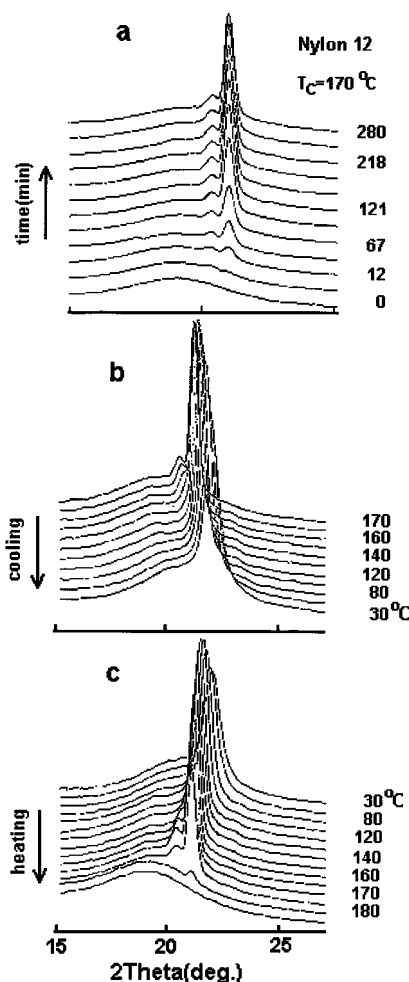 a
Nylon 12
TC=170 °C
280
218
121
67
12
0
time(min)
b
170
160
140
120
80
30°C
cooling
c
30°C
80
120
140
160
170
180
heating
15 20 25
2Theta(deg.)